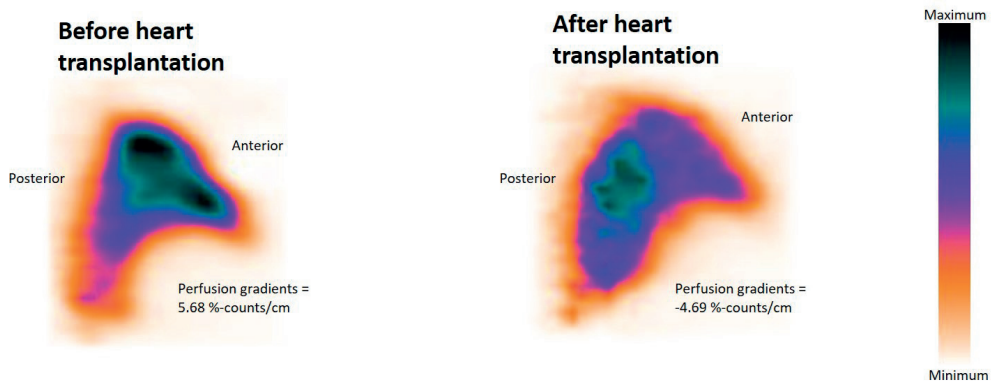 Before heart
transplantation
Anterior
Posterior
Perfusion gradients =
5.68 %-counts/cm
After heart
transplantation
Anterior
Posterior
Perfusion gradients =
-4.69 %-counts/cm
Maximum
Minimum